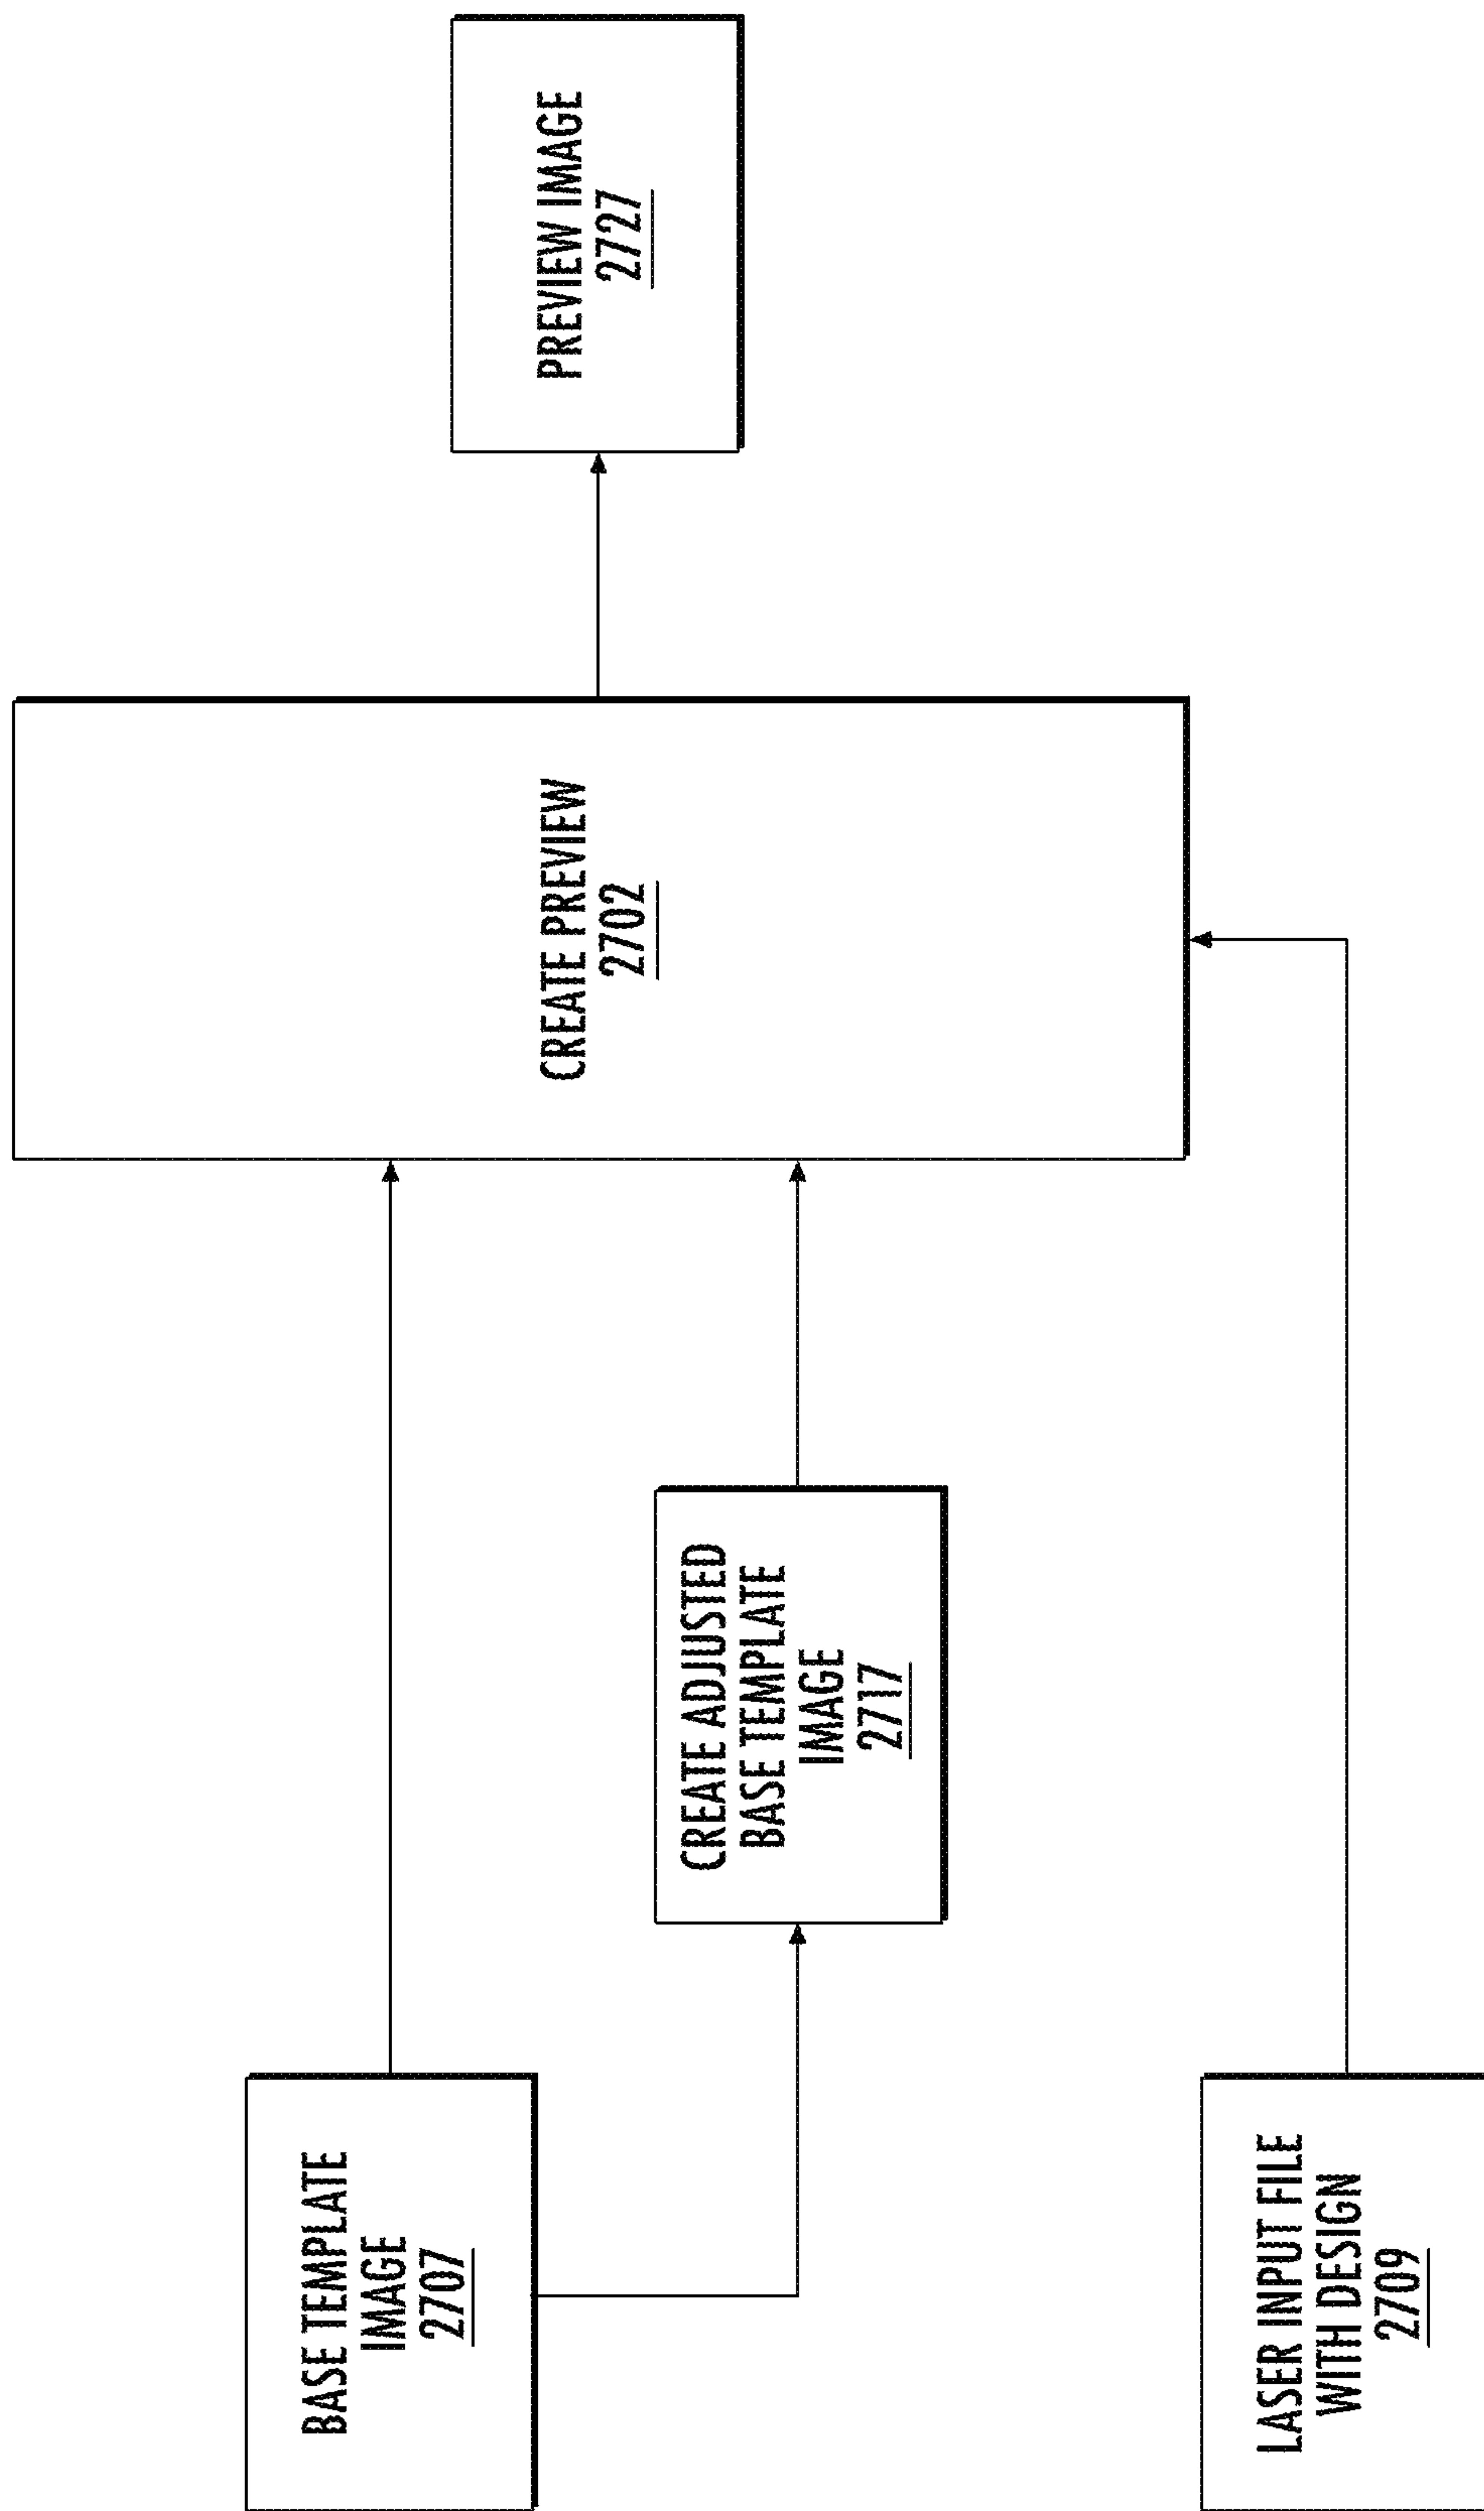 BASE TEMPLATE
IMAGE
2707
CREATE ADJUSTED
BASE TEMPLATE
IMAGE
2717
LASER INPUT FILE
WITH DESIGN
2709
CREATE PREVIEW
2702
PREVIEW IMAGE
2727